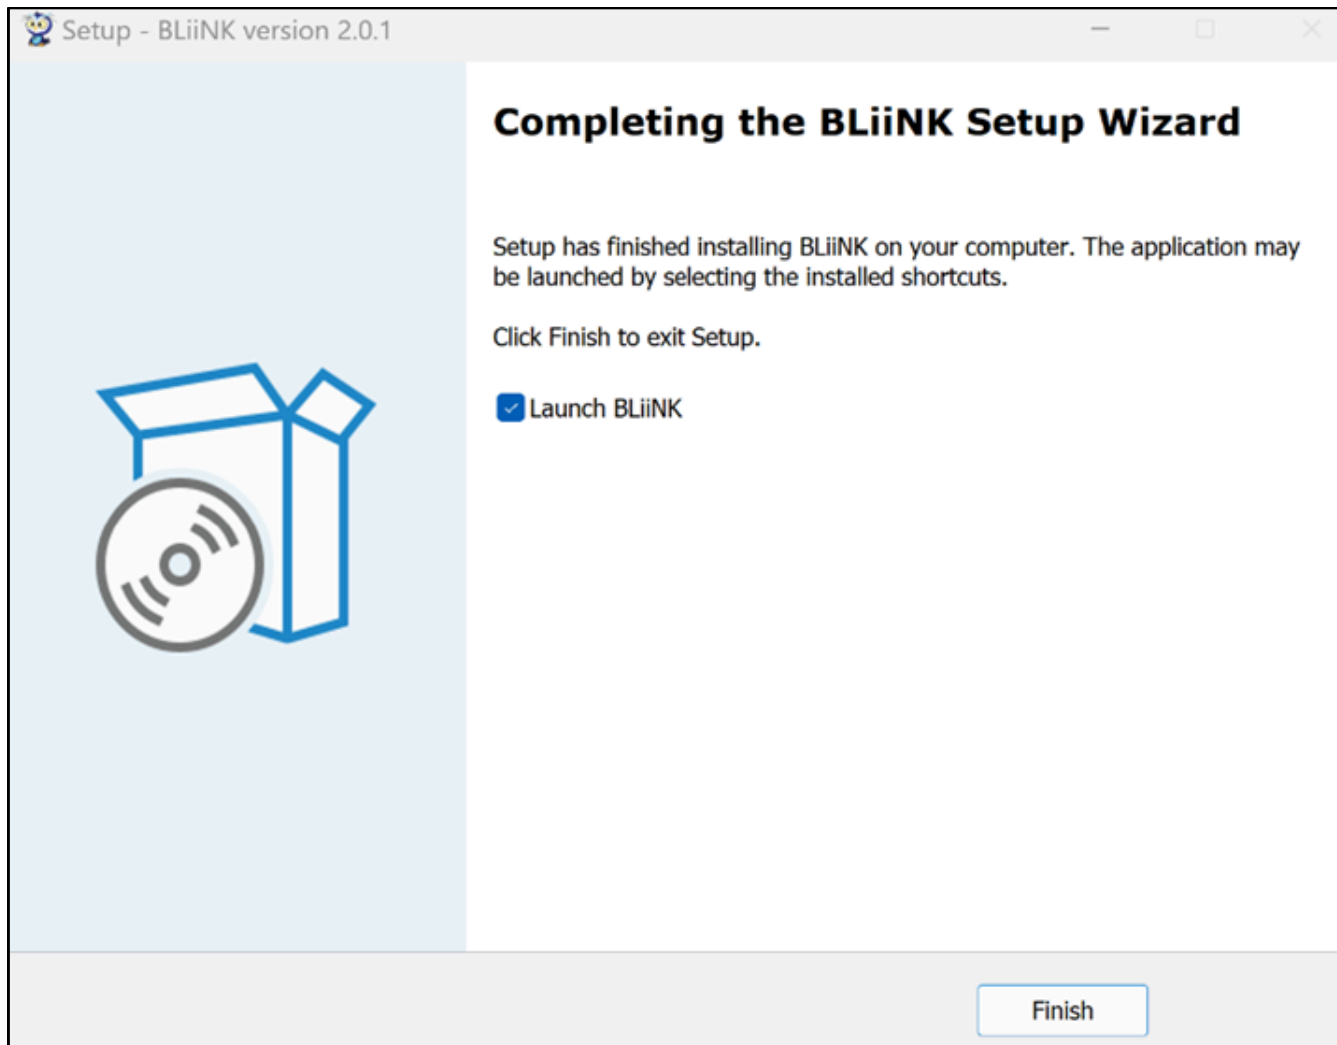 Setup - BLiiNK version 2.0.1
Completing the BLiiNK Setup Wizard
Setup has finished installing BLiiNK on your computer. The application may
be launched by selecting the installed shortcuts.
Click Finish to exit Setup.
Launch BLiiNK
Finish